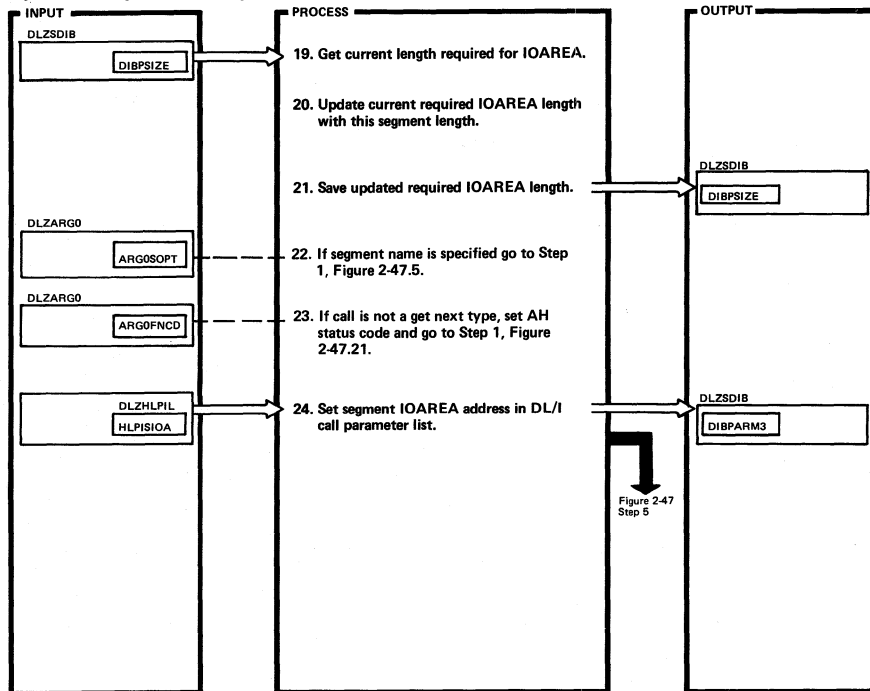 INPUT
PROCESS
OUTPUT
DLZSDIB
DIBPSIZE
19. Get current length required for IOAREA.
20. Update current required IOAREA length
with this segment length.
21. Save updated required IOAREA length.
DLZSDIB
DIBPSIZE
DLZARG0
ARG0SOPT
22. If segment name is specified go to Step
1, Figure 2-47.5.
DLZARG0
ARG0FNCD
23. If call is not a get next type, set AH
status code and go to Step 1, Figure
2-47.21.
DLZHLPIL
HLPISIOA
24. Set segment IOAREA address in DL/I
call parameter list.
DLZSDIB
DIBPARM3
Figure 2-47
Step 5